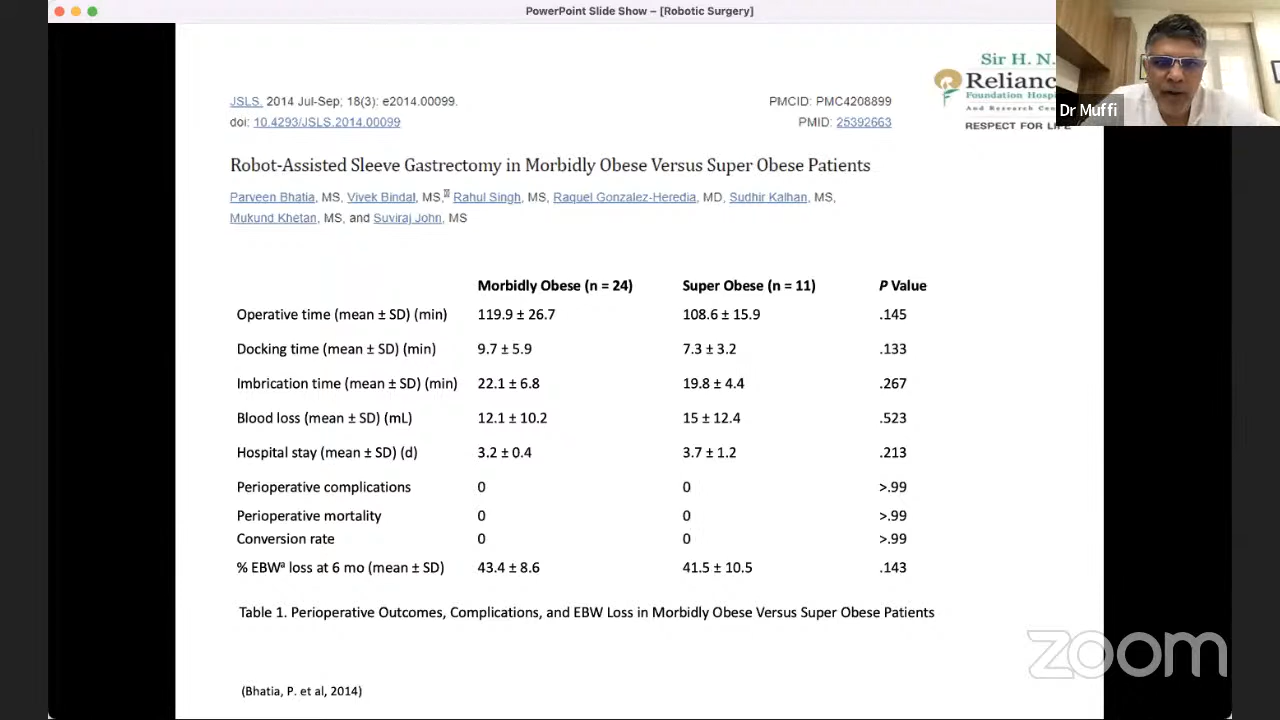 PowerPoint Slide Show – [Robotic Surgery]
Sir H. N.
Reliance
Foundation Hosp
And Research Ce
RESPECT FOR LIFE
Dr Muffi
JSLS. 2014 Jul-Sep; 18(3): e2014.00099. PMCID: PMC4208899
doi: 10.4293/JSLS.2014.00099 PMID: 25392663
Robot-Assisted Sleeve Gastrectomy in Morbidly Obese Versus Super Obese Patients
Parveen Bhatia, MS, Vivek Bindal, MS, Rahul Singh, MS, Raquel Gonzalez-Heredia, MD, Sudhir Kalhan, MS,
Mukund Khetan, MS, and Suviraj John, MS
Morbidly Obese (n = 24) Super Obese (n = 11) P Value
Operative time (mean ± SD) (min) 119.9 ± 26.7 108.6 ± 15.9 .145
Docking time (mean ± SD) (min) 9.7 ± 5.9 7.3 ± 3.2 .133
Imbrication time (mean ± SD) (min) 22.1 ± 6.8 19.8 ± 4.4 .267
Blood loss (mean ± SD) (mL) 12.1 ± 10.2 15 ± 12.4 .523
Hospital stay (mean ± SD) (d) 3.2 ± 0.4 3.7 ± 1.2 .213
Perioperative complications 0 0 >.99
Perioperative mortality 0 0 >.99
Conversion rate 0 0 >.99
% EBWª loss at 6 mo (mean ± SD) 43.4 ± 8.6 41.5 ± 10.5 .143
Table 1. Perioperative Outcomes, Complications, and EBW Loss in Morbidly Obese Versus Super Obese Patients
zoom
(Bhatia, P. et al, 2014)